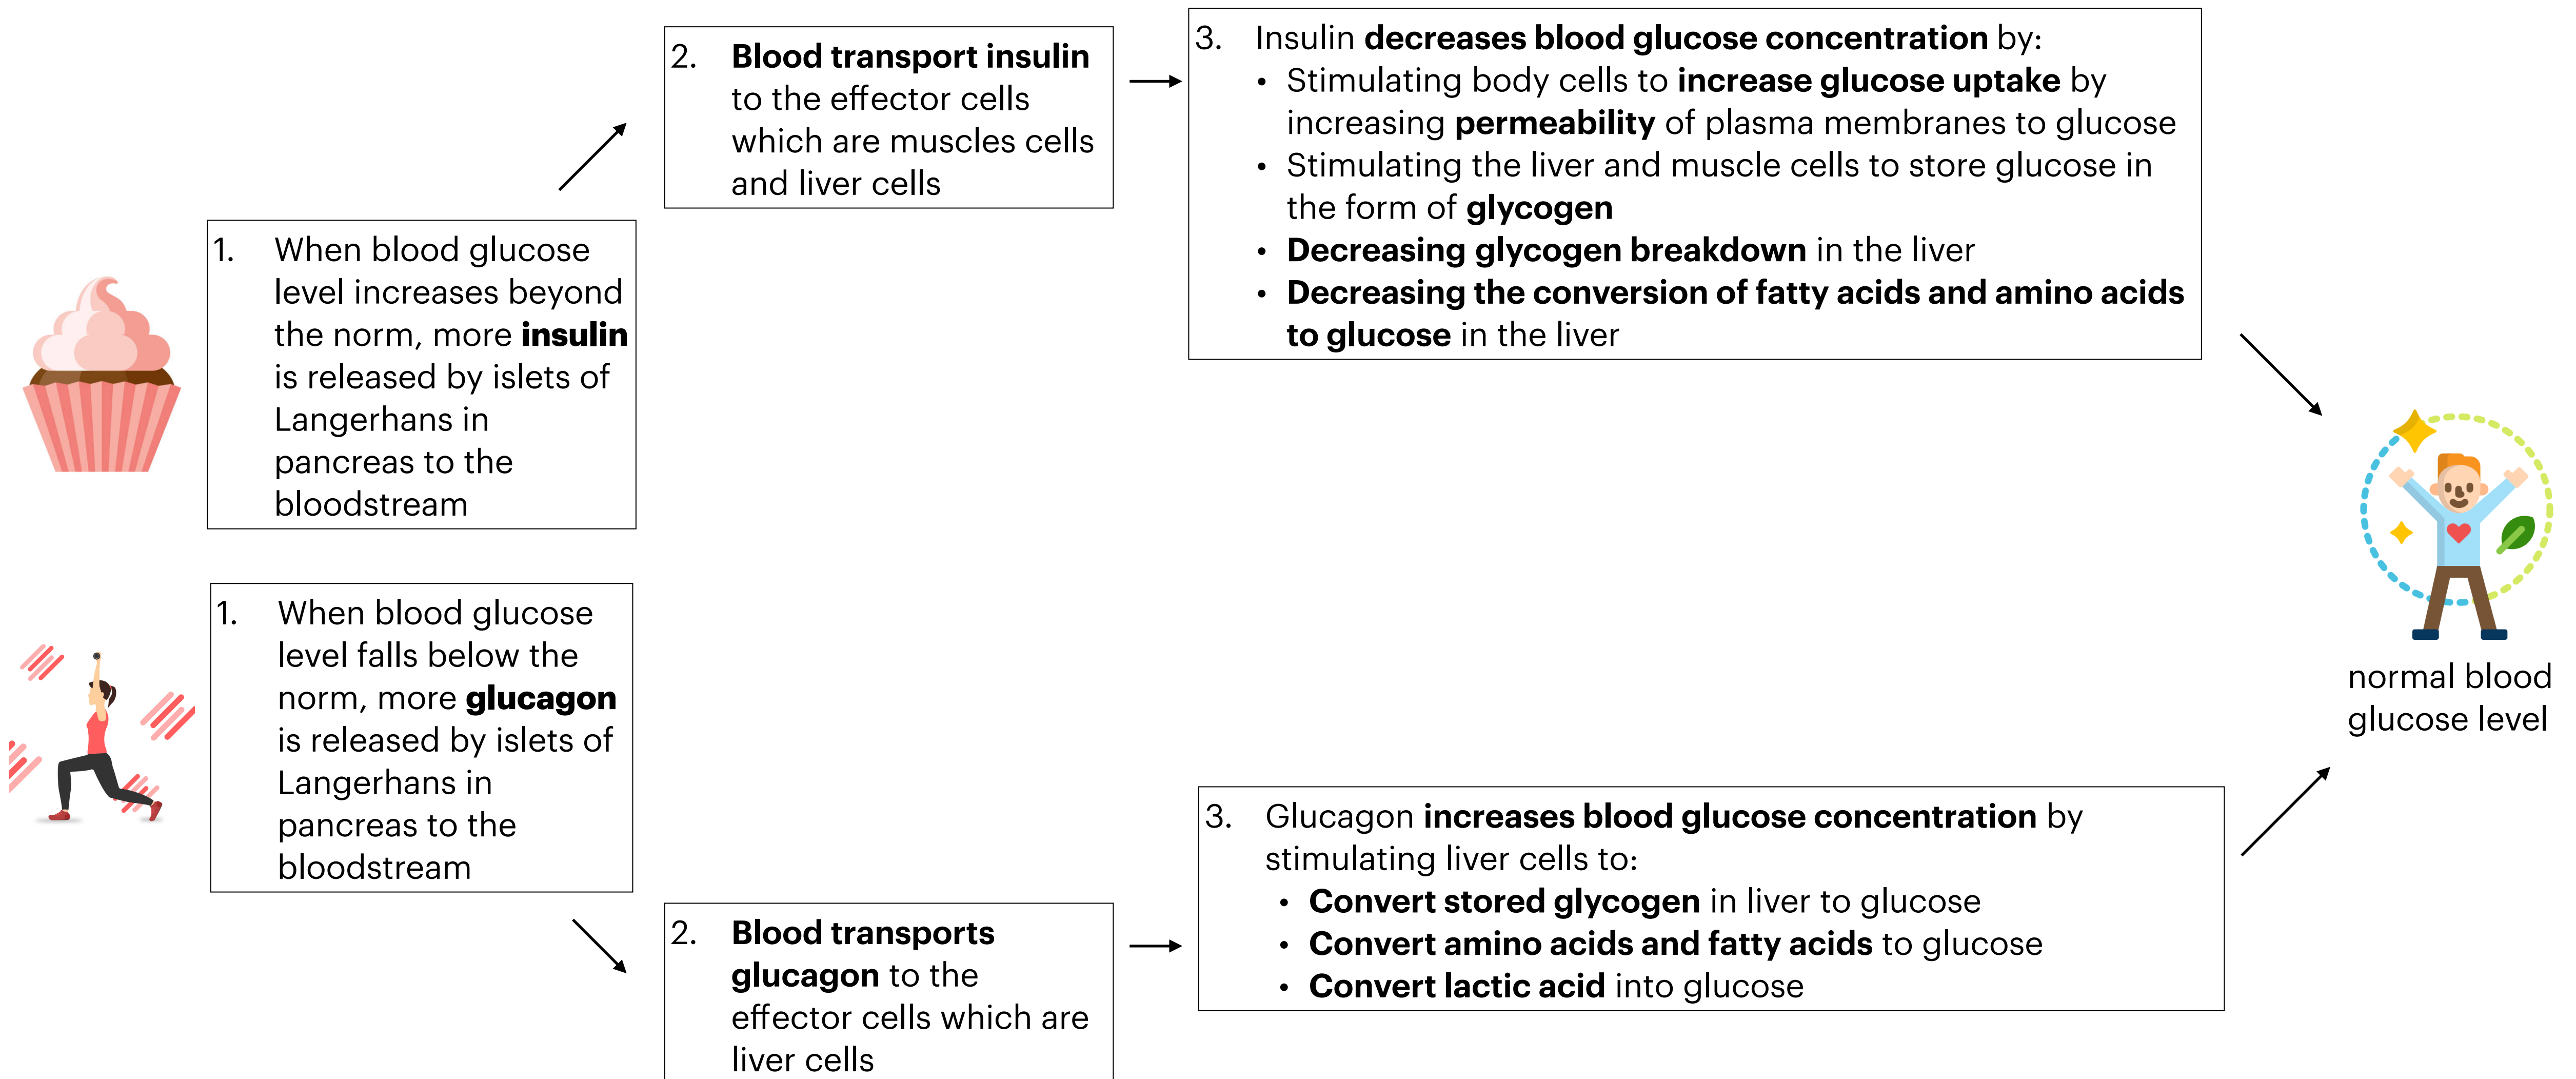 1. When blood glucose
level increases beyond
the norm, more insulin
is released by islets of
Langerhans in
pancreas to the
bloodstream
2. Blood transport insulin
to the effector cells
which are muscles cells
and liver cells
3. Insulin decreases blood glucose concentration by:
• Stimulating body cells to increase glucose uptake by
increasing permeability of plasma membranes to glucose
• Stimulating the liver and muscle cells to store glucose in
the form of glycogen
• Decreasing glycogen breakdown in the liver
• Decreasing the conversion of fatty acids and amino acids
to glucose in the liver
1. When blood glucose
level falls below the
norm, more glucagon
is released by islets of
Langerhans in
pancreas to the
bloodstream
2. Blood transports
glucagon to the
effector cells which are
liver cells
3. Glucagon increases blood glucose concentration by
stimulating liver cells to:
• Convert stored glycogen in liver to glucose
• Convert amino acids and fatty acids to glucose
• Convert lactic acid into glucose
normal blood
glucose level